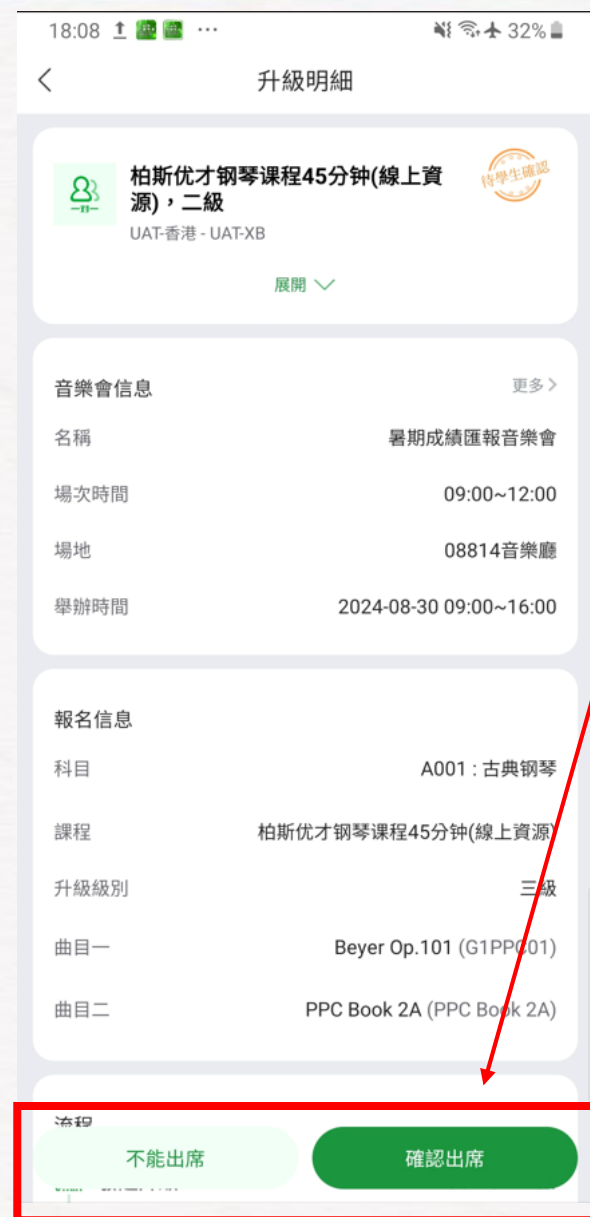 18:08 ··· 32%
升級明細
柏斯优才钢琴课程45分钟(線上資
源)，二級
待學生確認
UAT-香港 - UAT-XB
展開
音樂會信息 更多
名稱 暑期成績匯報音樂會
場次時間 09:00~12:00
場地 08814音樂廳
舉辦時間 2024-08-30 09:00~16:00
報名信息
科目 A001 : 古典钢琴
課程 柏斯优才钢琴课程45分钟(線上資源)
升級級別 三級
曲目一 Beyer Op.101 (G1PPC01)
曲目二 PPC Book 2A (PPC Book 2A)
流程
不能出席 確認出席